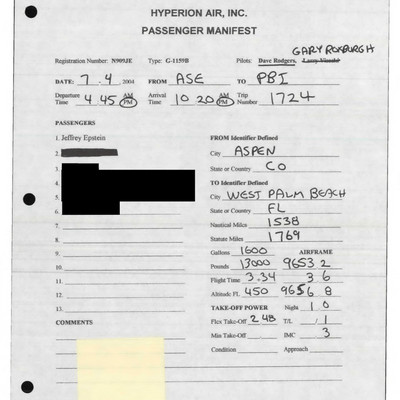 HYPERION AIR, INC.
PASSENGER MANIFEST
GARY ROXBURGH
Registration Number: N909JE Type: G-1159B Pilots: Dave Rodgers, Larry Visoski
DATE: 7 . 4 2004 FROM ASE TO PBI
Departure Time 4 45 AM PM Arrival Time 10 20 AM PM Trip Number 1724
PASSENGERS
1. Jeffrey Epstein FROM Identifier Defined
2. City ASPEN
3. State or Country CO
4. TO Identifier Defined
5. City WEST PALM BEACH
6. State or Country FL
7. Nautical Miles 1538
8. Statute Miles 1769
9. Gallons 1600 AIRFRAME
10. Pounds 13000 9653 2
11. Flight Time 3.34 3 6
12. Altitude FL 450 9656 8
13. TAKE-OFF POWER Night 1 0
COMMENTS Flex Take-Off 2.48 T/L 1
Min Take-Off IMC 3
Condition Approach